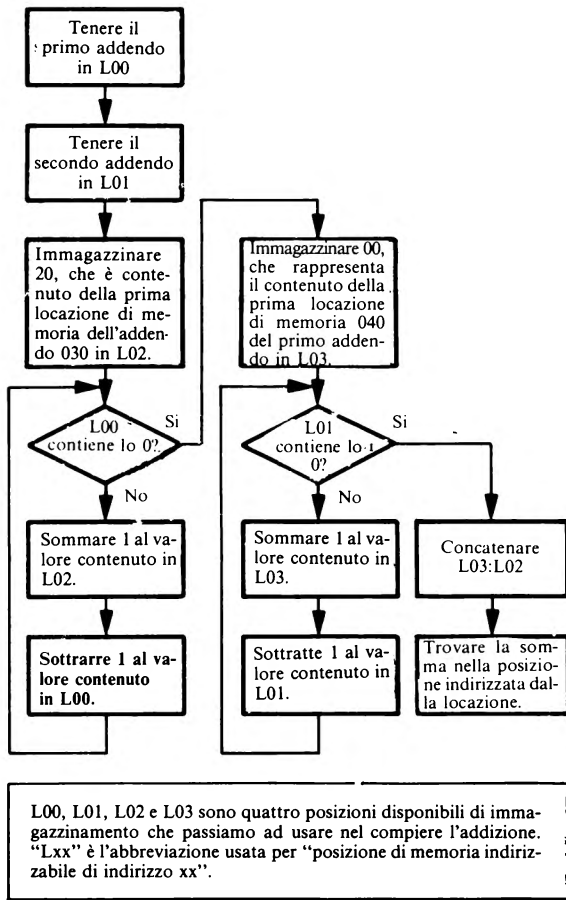 Tenere il
primo addendo
in L00
Tenere il
secondo addendo
in L01
Immagazzinare
20, che è conte-
nuto della prima
locazione di me-
moria dell'adden-
do 030 in L02.
L00
contiene lo 0?
Si
No
Sommare 1 al va-
lore contenuto in
L02.
Sottrarre 1 al va-
lore contenuto
in L00.
Immagazzinare 00,
che rappresenta
il contenuto della
prima locazione
di memoria 040
del primo adden-
do in L03.
L01
contiene lo
0?
Si
No
Sommare 1 al va-
lore contenuto in
L03.
Sottratte 1 al va-
lore contenuto in
L01.
Concatenare
L03:L02
Trovare la som-
ma nella posizio-
ne indirizzata dal-
la locazione.
L00, L01, L02 e L03 sono quattro posizioni disponibili di imma-
gazzinamento che passiamo ad usare nel compiere l'addizione.
“Lxx” è l'abbreviazione usata per “posizione di memoria indiriz-
zabile di indirizzo xx”.